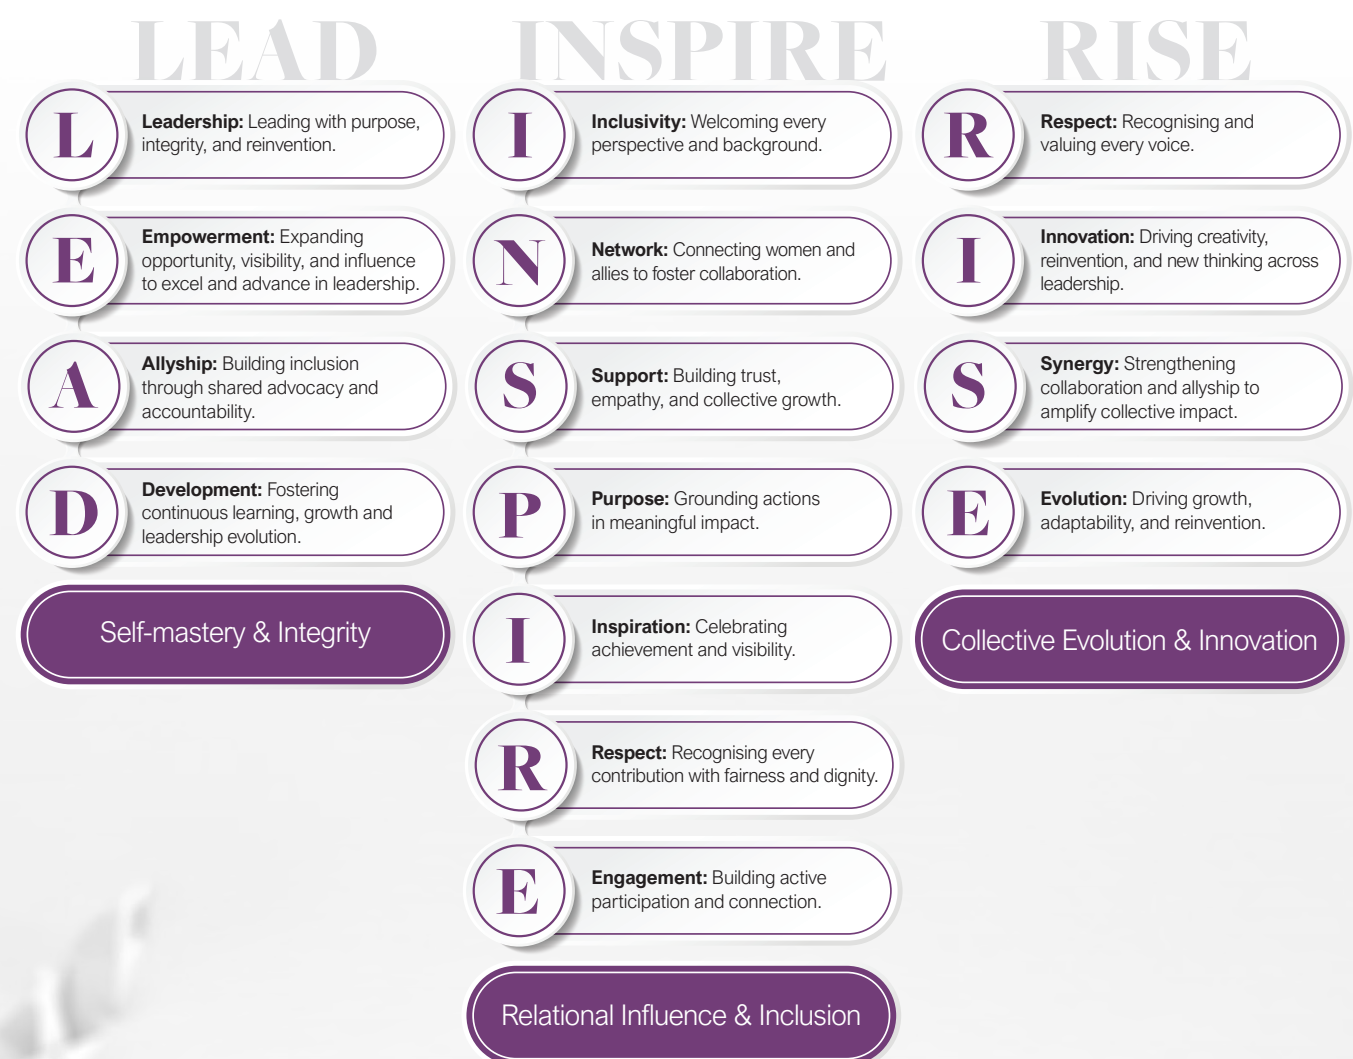 LEAD
L
Leadership: Leading with purpose,
integrity, and reinvention.
E
Empowerment: Expanding
opportunity, visibility, and influence
to excel and advance in leadership.
A
Allyship: Building inclusion
through shared advocacy and
accountability.
D
Development: Fostering
continuous learning, growth and
leadership evolution.
Self-mastery & Integrity
INSPIRE
I
Inclusivity: Welcoming every
perspective and background.
N
Network: Connecting women and
allies to foster collaboration.
S
Support: Building trust,
empathy, and collective growth.
P
Purpose: Grounding actions
in meaningful impact.
I
Inspiration: Celebrating
achievement and visibility.
R
Respect: Recognising every
contribution with fairness and dignity.
E
Engagement: Building active
participation and connection.
Relational Influence & Inclusion
RISE
R
Respect: Recognising and
valuing every voice.
I
Innovation: Driving creativity,
reinvention, and new thinking across
leadership.
S
Synergy: Strengthening
collaboration and allyship to
amplify collective impact.
E
Evolution: Driving growth,
adaptability, and reinvention.
Collective Evolution & Innovation